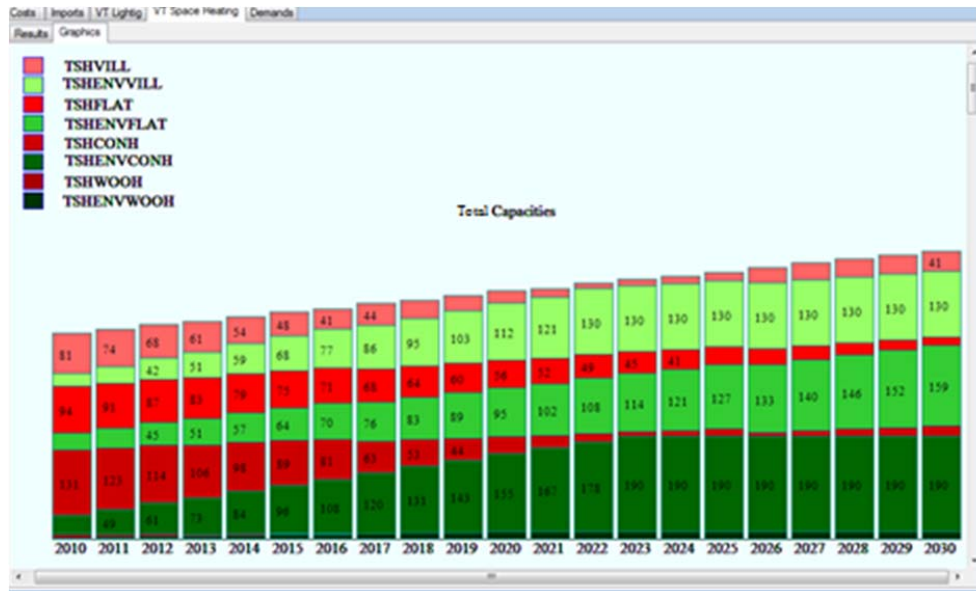 Costs Imports VT Lightig VT Space Heating Demands
Results Graphics
TSHVILL
TSHENVVILL
TSHFLAT
TSHENVFLAT
TSHCONH
TSHENVCONH
TSHWOOH
TSHENVWOOH
Total Capacities
81 74 68 61 54 48 41 44 41
42 51 59 68 77 86 95 103 112 121 130 130 130 130 130 130 130 130 130
94 91 87 83 79 75 71 68 64 60 56 52 49 45 41
45 51 57 64 70 76 83 89 95 102 108 114 121 127 133 140 146 152 159
131 123 114 106 98 89 81 63 53 44
49 61 73 84 96 108 120 131 143 155 167 178 190 190 190 190 190 190 190 190
2010 2011 2012 2013 2014 2015 2016 2017 2018 2019 2020 2021 2022 2023 2024 2025 2026 2027 2028 2029 2030